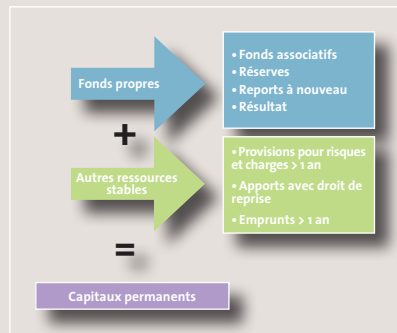 Fonds propres
• Fonds associatifs
• Réserves
• Reports à nouveau
• Résultat
+
Autres ressources
stables
• Provisions pour risques
et charges > 1 an
• Apports avec droit de
reprise
• Emprunts > 1 an
=
Capitaux permanents